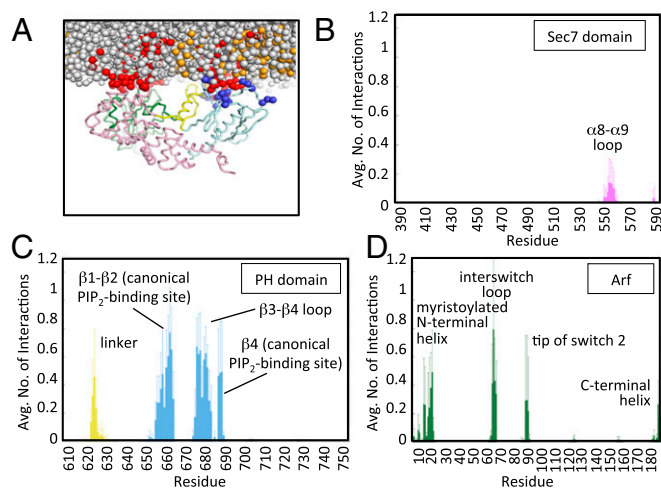 A
B
Avg. No. of Interactions
1.2
1
0.8
0.6
0.4
0.2
0
Sec7 domain
α8-α9
loop
390 410 430 450 470 490 510 530 550 570 590
Residue
C
Avg. No. of Interactions
1.2
1
0.8
0.6
0.4
0.2
0
PH domain
β1-β2 (canonical
PIP2-binding site)
β3-β4 loop
linker
β4 (canonical
PIP2-binding site)
610 620 630 640 650 660 670 680 690 700 710 720 730 740 750
Residue
D
Avg. No. of Interactions
1.2
1
0.8
0.6
0.4
0.2
0
Arf
interswitch
loop
myristoylated
N-terminal
helix
tip of switch 2
C-terminal
helix
10 20 30 40 50 60 70 80 90 100 110 120 130 140 150 160 170 180
Residue